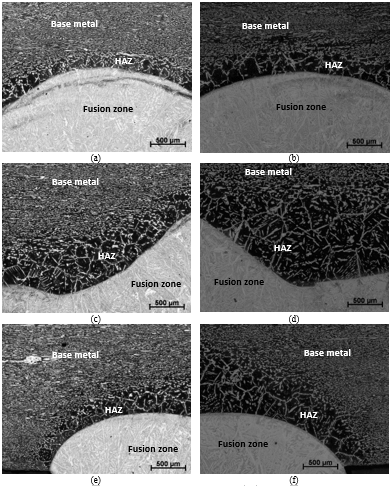 Base metal
HAZ
Fusion zone
500 µm
(a)
Base metal
HAZ
Fusion zone
500 µm
(b)
Base metal
HAZ
Fusion zone
500 µm
(c)
Base metal
HAZ
Fusion zone
500 µm
(d)
Base metal
HAZ
Fusion zone
500 µm
(e)
Base metal
HAZ
Fusion zone
500 µm
(f)